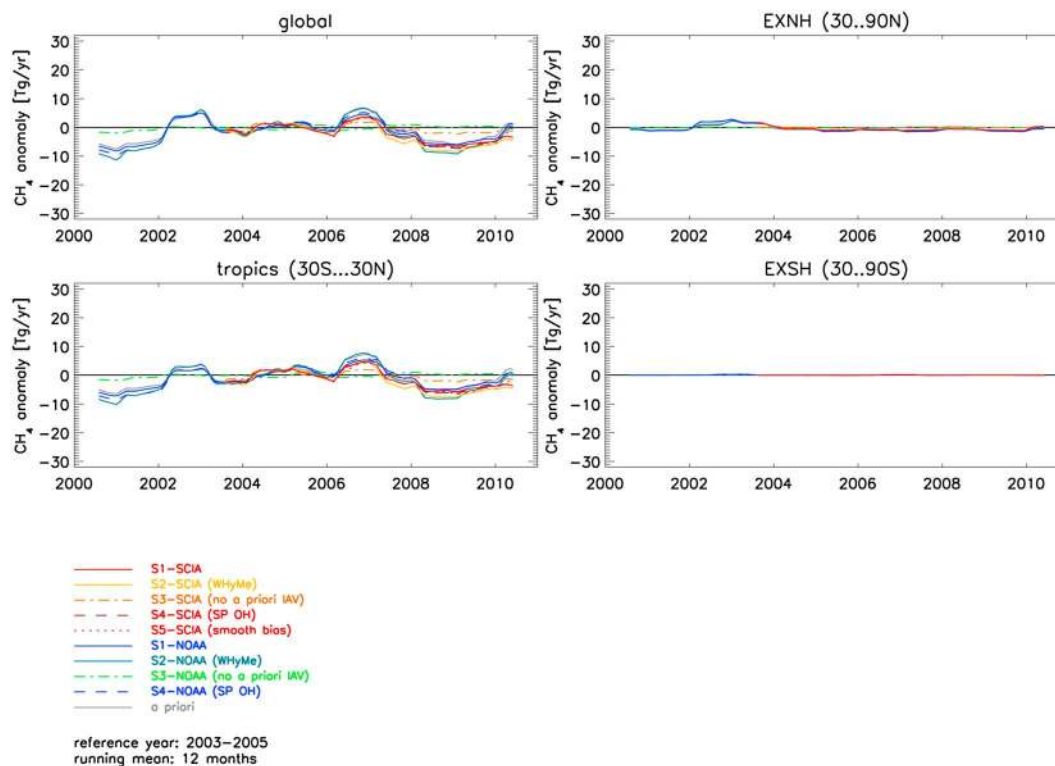 global
CH₄ anomoly [Tg/yr]
30
20
10
0
−10
−20
−30
2000 2002 2004 2006 2008 2010
EXNH (30..90N)
CH₄ anomoly [Tg/yr]
30
20
10
0
−10
−20
−30
2000 2002 2004 2006 2008 2010
tropics (30S...30N)
CH₄ anomoly [Tg/yr]
30
20
10
0
−10
−20
−30
2000 2002 2004 2006 2008 2010
EXSH (30..90S)
CH₄ anomoly [Tg/yr]
30
20
10
0
−10
−20
−30
2000 2002 2004 2006 2008 2010
S1−SCIA
S2−SCIA (WHyMe)
S3−SCIA (no a priori IAV)
S4−SCIA (SP OH)
S5−SCIA (smooth bias)
S1−NOAA
S2−NOAA (WHyMe)
S3−NOAA (no a priori IAV)
S4−NOAA (SP OH)
a priori
reference year: 2003−2005
running mean: 12 months